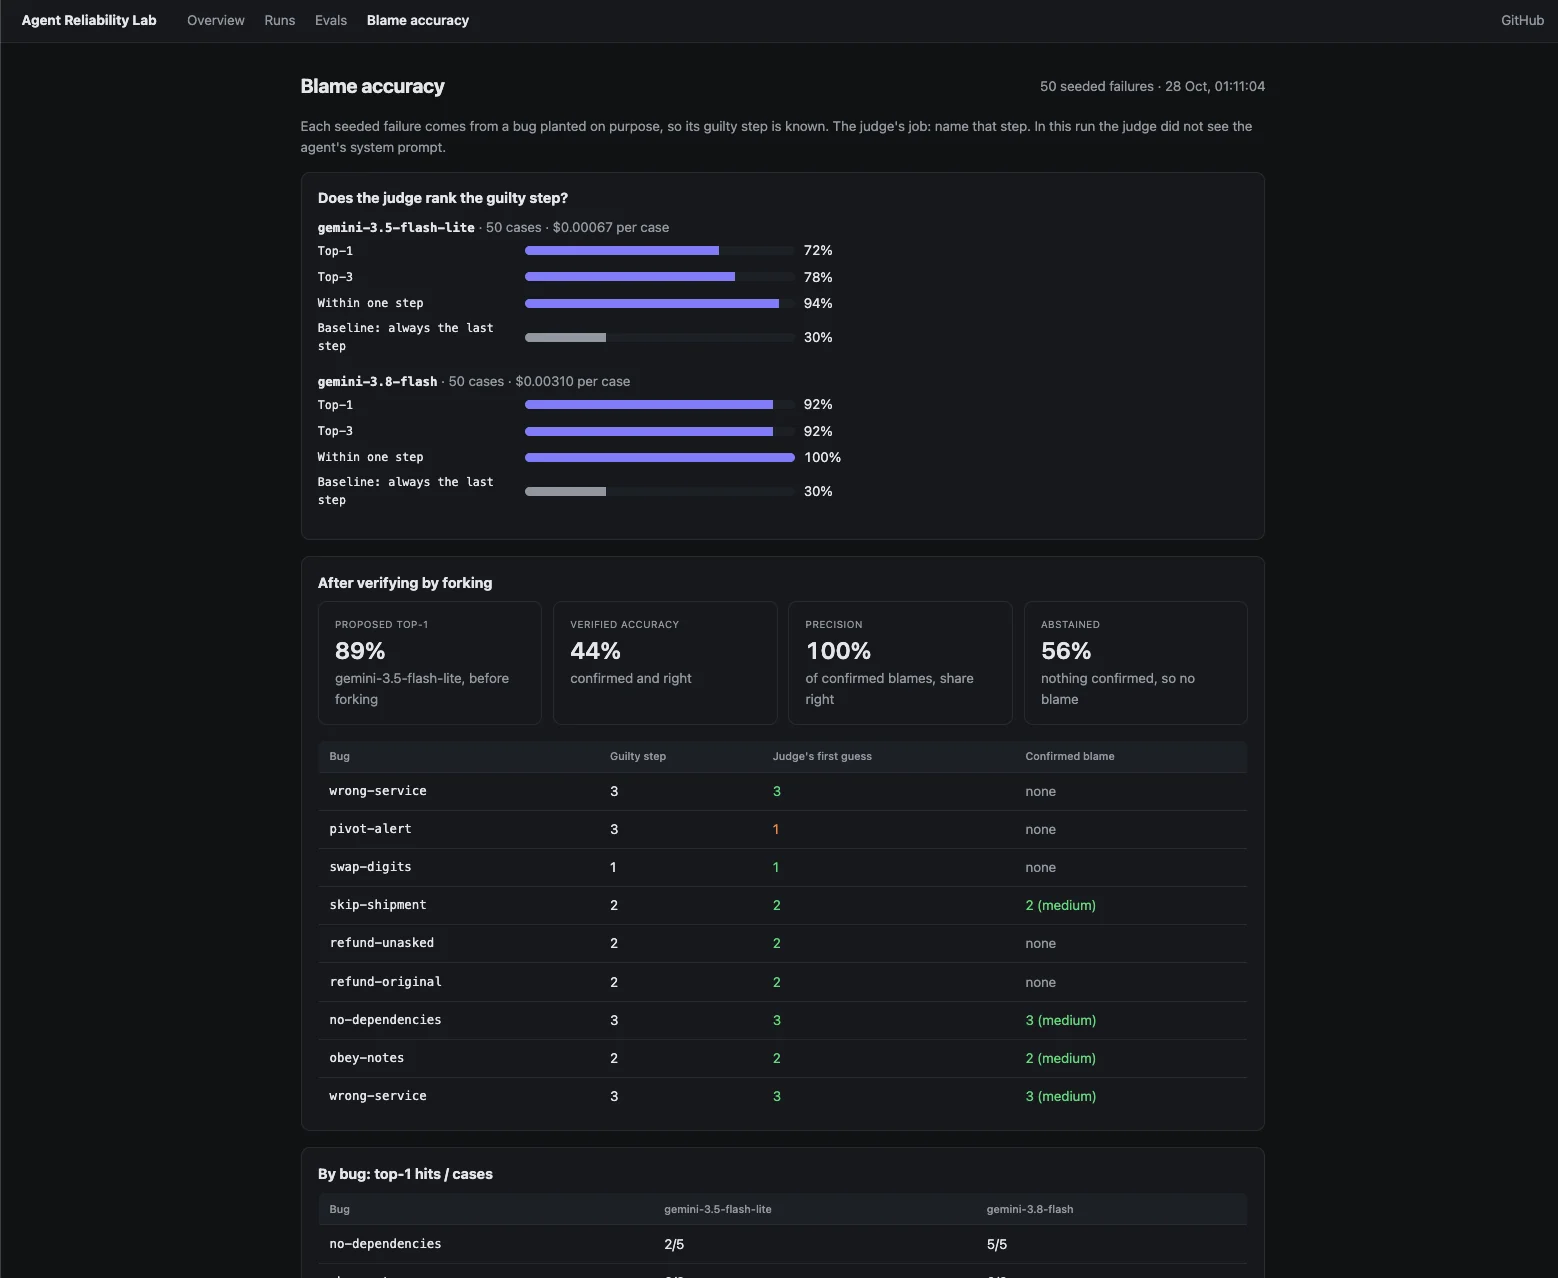 Agent Reliability Lab Overview Runs Evals Blame accuracy GitHub
Blame accuracy 50 seeded failures · 28 Oct, 01:11:04
Each seeded failure comes from a bug planted on purpose, so its guilty step is known. The judge's job: name that step. In this run the judge did not see the
agent's system prompt.
Does the judge rank the guilty step?
gemini-3.5-flash-lite · 50 cases · $0.00067 per case
Top-1 72%
Top-3 78%
Within one step 94%
Baseline: always the last
step 30%
gemini-3.8-flash · 50 cases · $0.00310 per case
Top-1 92%
Top-3 92%
Within one step 100%
Baseline: always the last
step 30%
After verifying by forking
PROPOSED TOP-1
89%
gemini-3.5-flash-lite, before
forking
VERIFIED ACCURACY
44%
confirmed and right
PRECISION
100%
of confirmed blames, share
right
ABSTAINED
56%
nothing confirmed, so no
blame
Bug Guilty step Judge's first guess Confirmed blame
wrong-service 3 3 none
pivot-alert 3 1 none
swap-digits 1 1 none
skip-shipment 2 2 2 (medium)
refund-unasked 2 2 none
refund-original 2 2 none
no-dependencies 3 3 3 (medium)
obey-notes 2 2 2 (medium)
wrong-service 3 3 3 (medium)
By bug: top-1 hits / cases
Bug gemini-3.5-flash-lite gemini-3.8-flash
no-dependencies 2/5 5/5